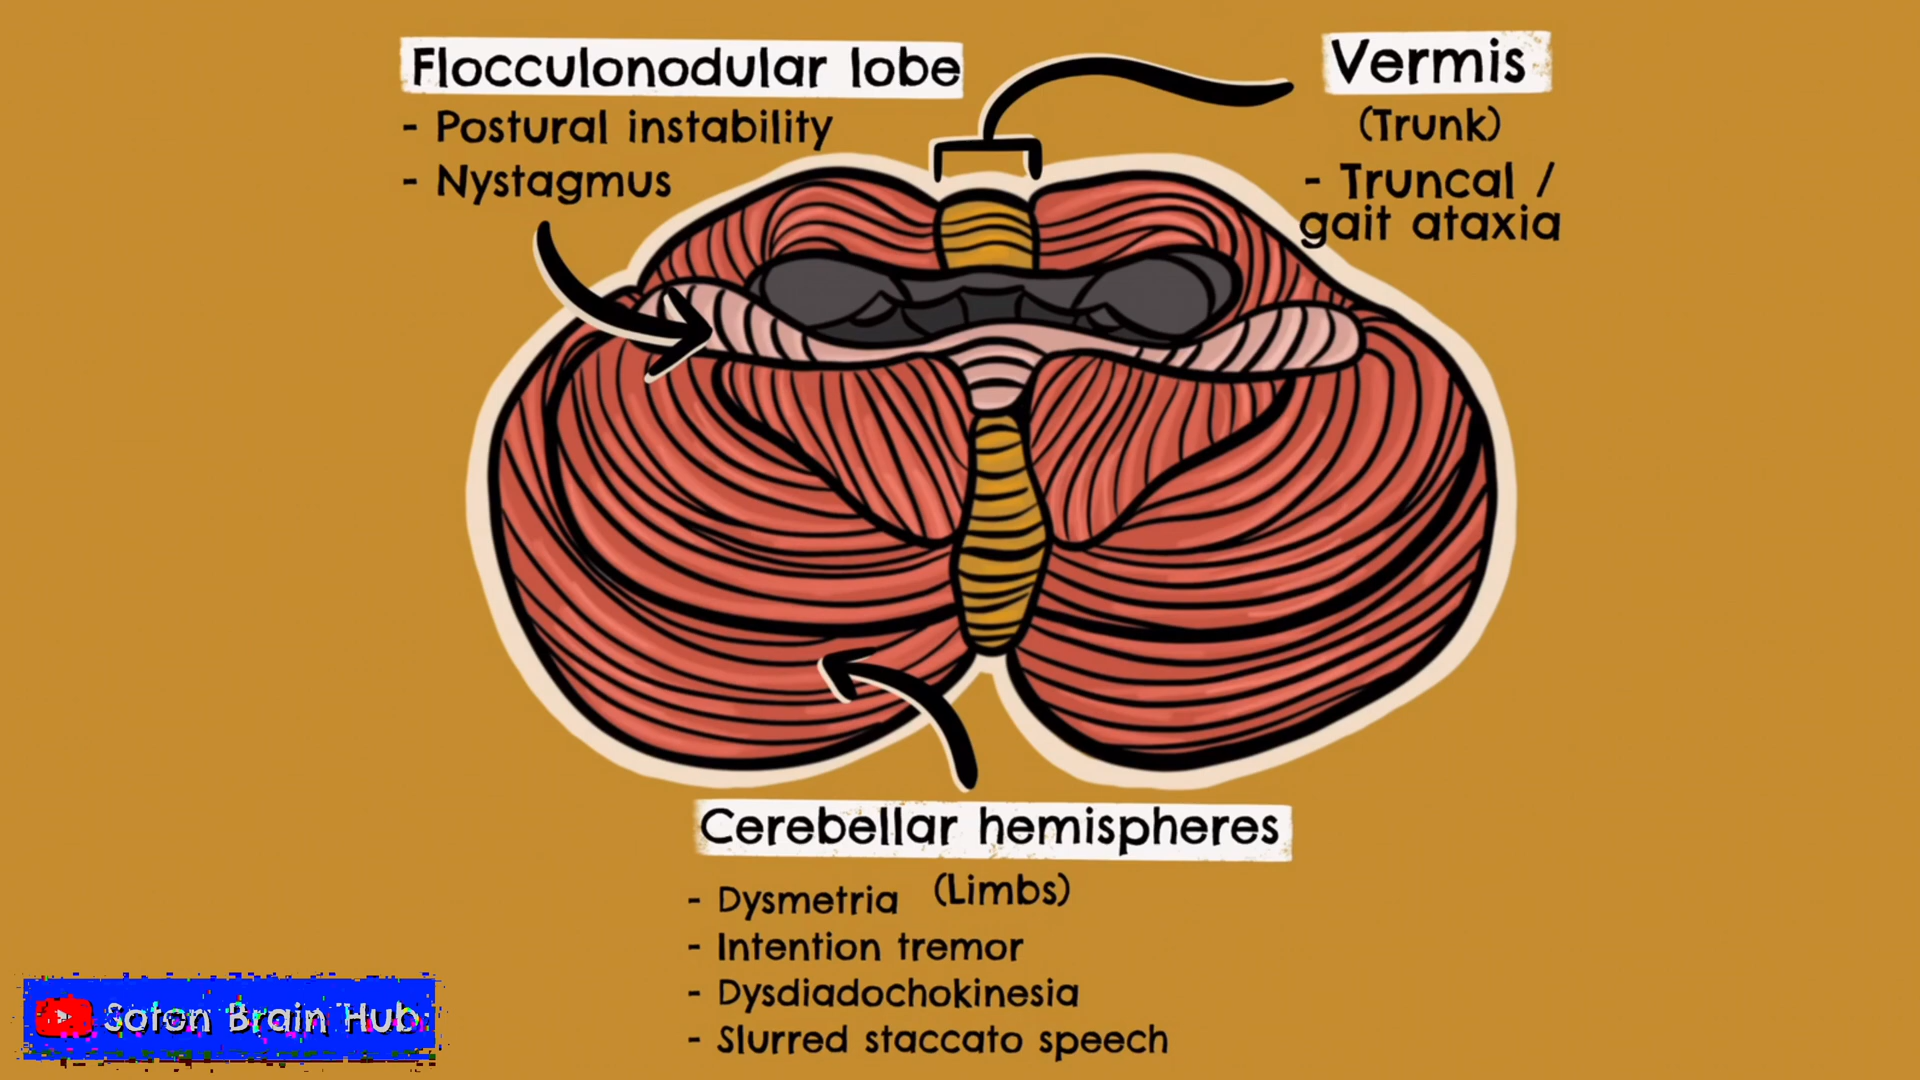 Flocculonodular lobe
- Postural instability
- Nystagmus
Vermis
(Trunk)
- Truncal /
gait ataxia
Cerebellar hemispheres
(Limbs)
- Dysmetria
- Intention tremor
- Dysdiadochokinesia
- Slurred staccato speech
Soton Brain Hub